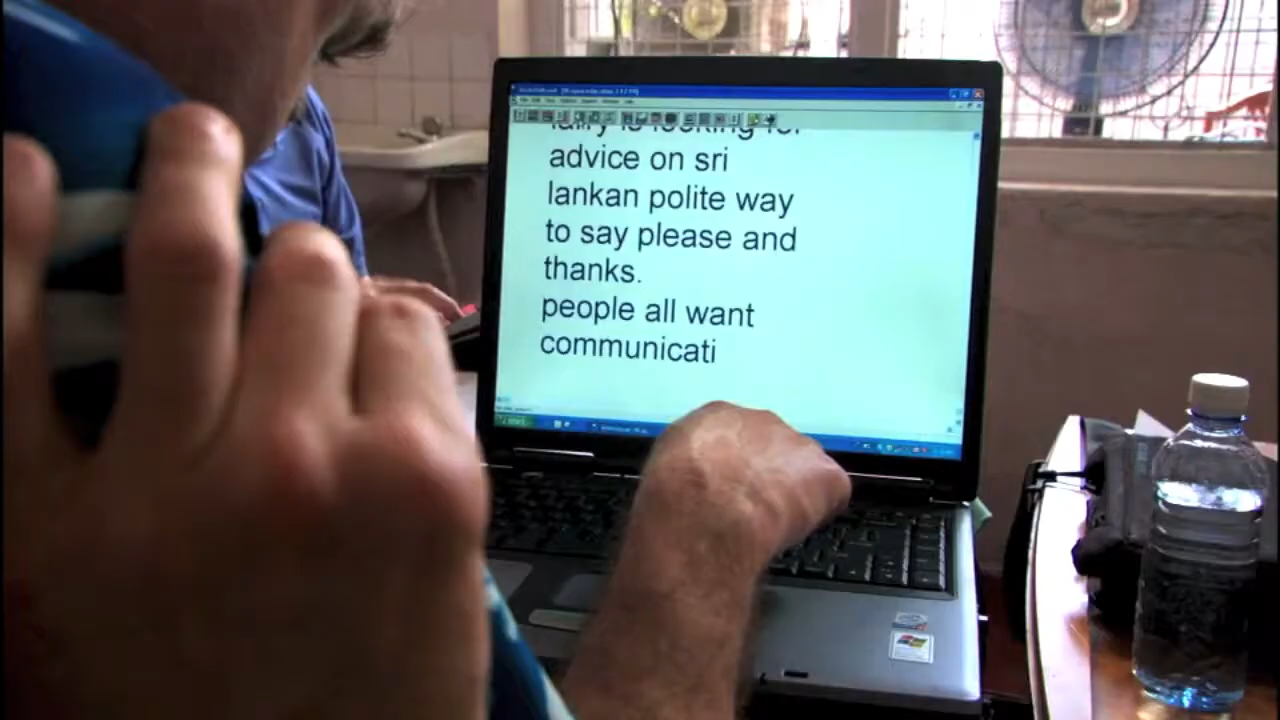 advice on sri
lankan polite way
to say please and
thanks.
people all want
communicati